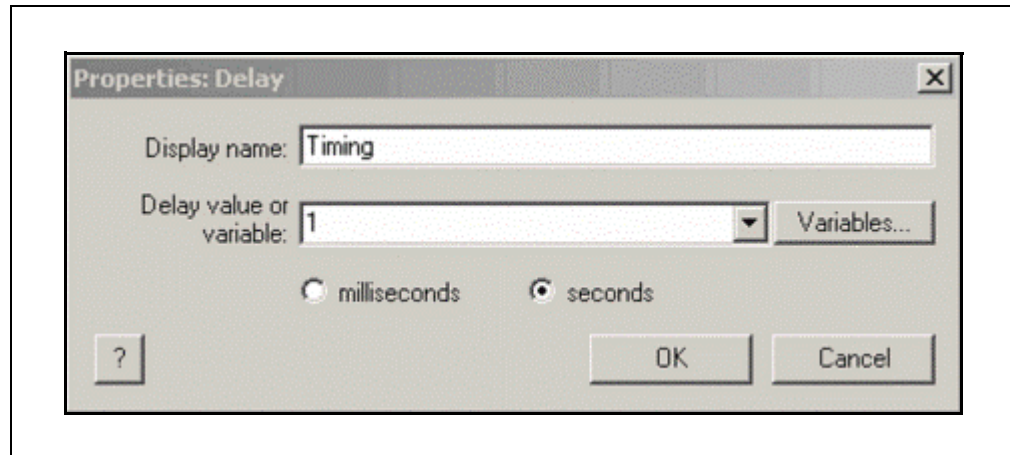 Properties: Delay
Display name: Timing
Delay value or
variable: 1 Variables...
milliseconds seconds
? OK Cancel